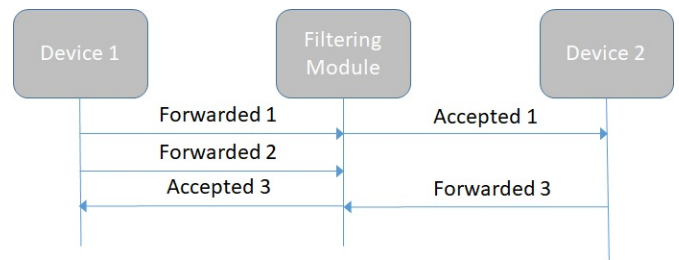 Device 1
Filtering
Module
Device 2
Forwarded 1
Accepted 1
Forwarded 2
Accepted 3
Forwarded 3